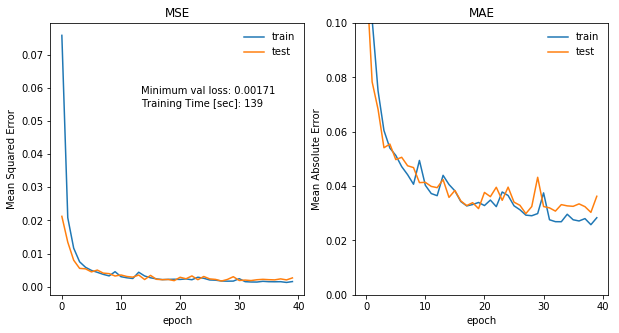 MSE
Mean Squared Error
0.07
0.06
0.05
0.04
0.03
0.02
0.01
0.00
train
test
Minimum val loss: 0.00171
Training Time [sec]: 139
0 10 20 30 40
epoch
MAE
Mean Absolute Error
0.10
0.08
0.06
0.04
0.02
0.00
train
test
0 10 20 30 40
epoch